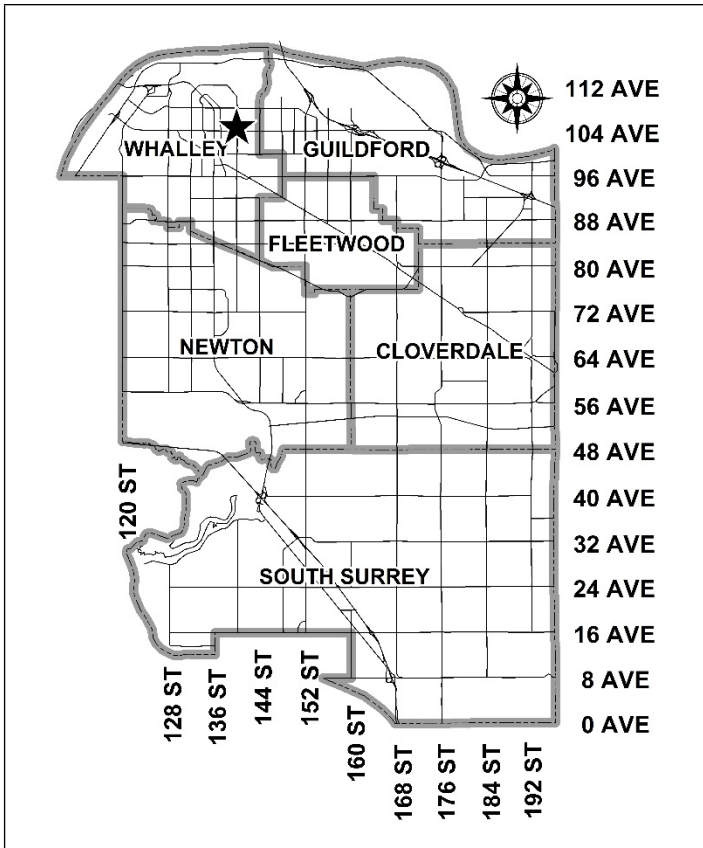 112 AVE
104 AVE
WHALLEY
GUILDFORD
96 AVE
88 AVE
FLEETWOOD
80 AVE
72 AVE
NEWTON
CLOVERDALE
64 AVE
56 AVE
48 AVE
120 ST
40 AVE
32 AVE
SOUTH SURREY
24 AVE
16 AVE
128 ST
136 ST
144 ST
152 ST
160 ST
8 AVE
0 AVE
168 ST
176 ST
184 ST
192 ST